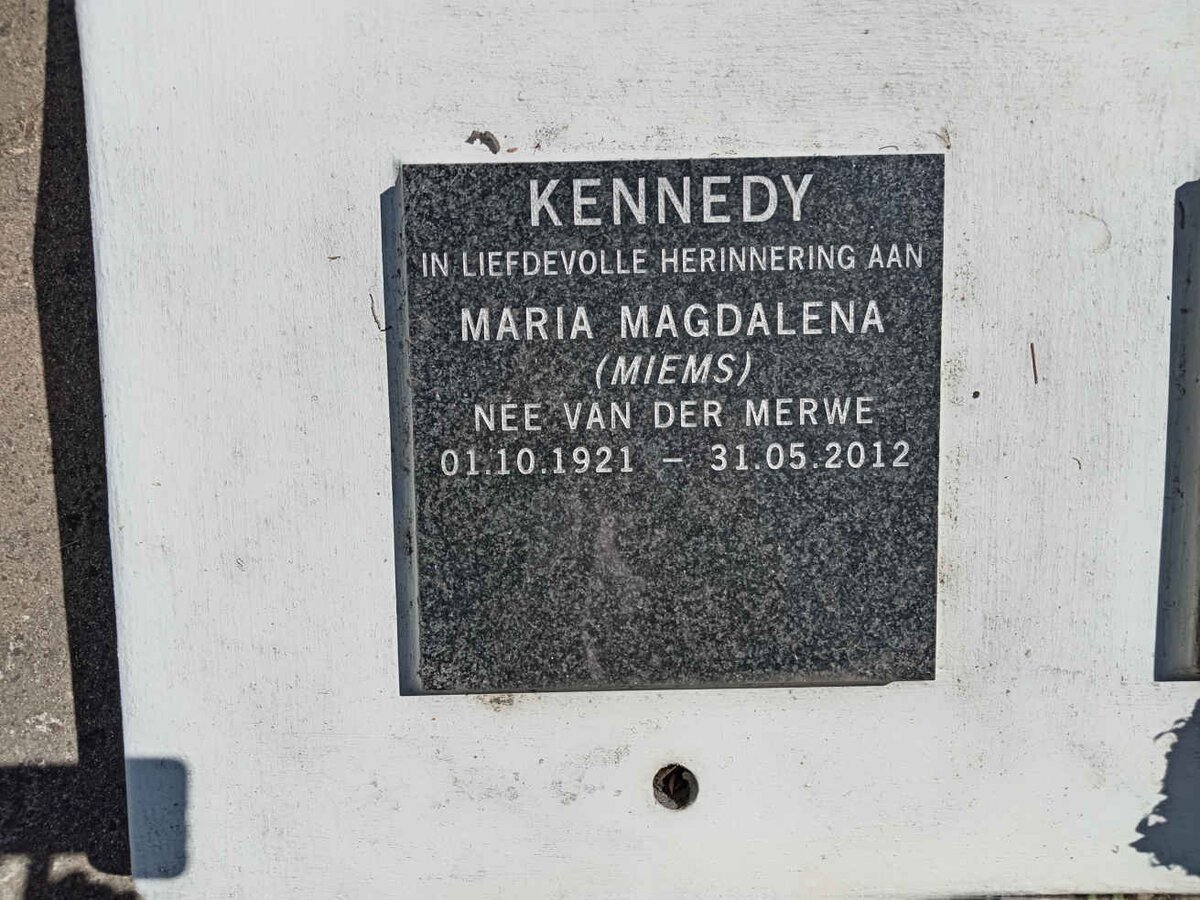 KENNEDY
IN LIEFDEVOLLE HERINNERING AAN
MARIA MAGDALENA
(MIEMS)
NEE VAN DER MERWE
01.10.1921 – 31.05.2012